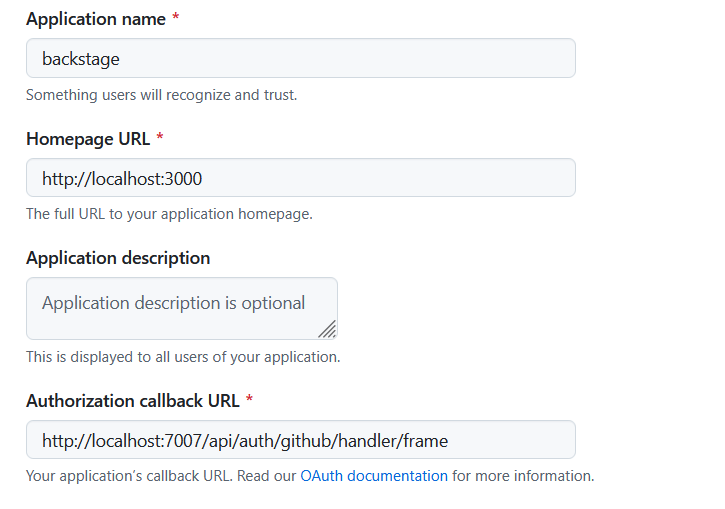 Application name *
backstage
Something users will recognize and trust.
Homepage URL *
http://localhost:3000
The full URL to your application homepage.
Application description
Application description is optional
This is displayed to all users of your application.
Authorization callback URL *
http://localhost:7007/api/auth/github/handler/frame
Your application’s callback URL. Read our OAuth documentation for more information.